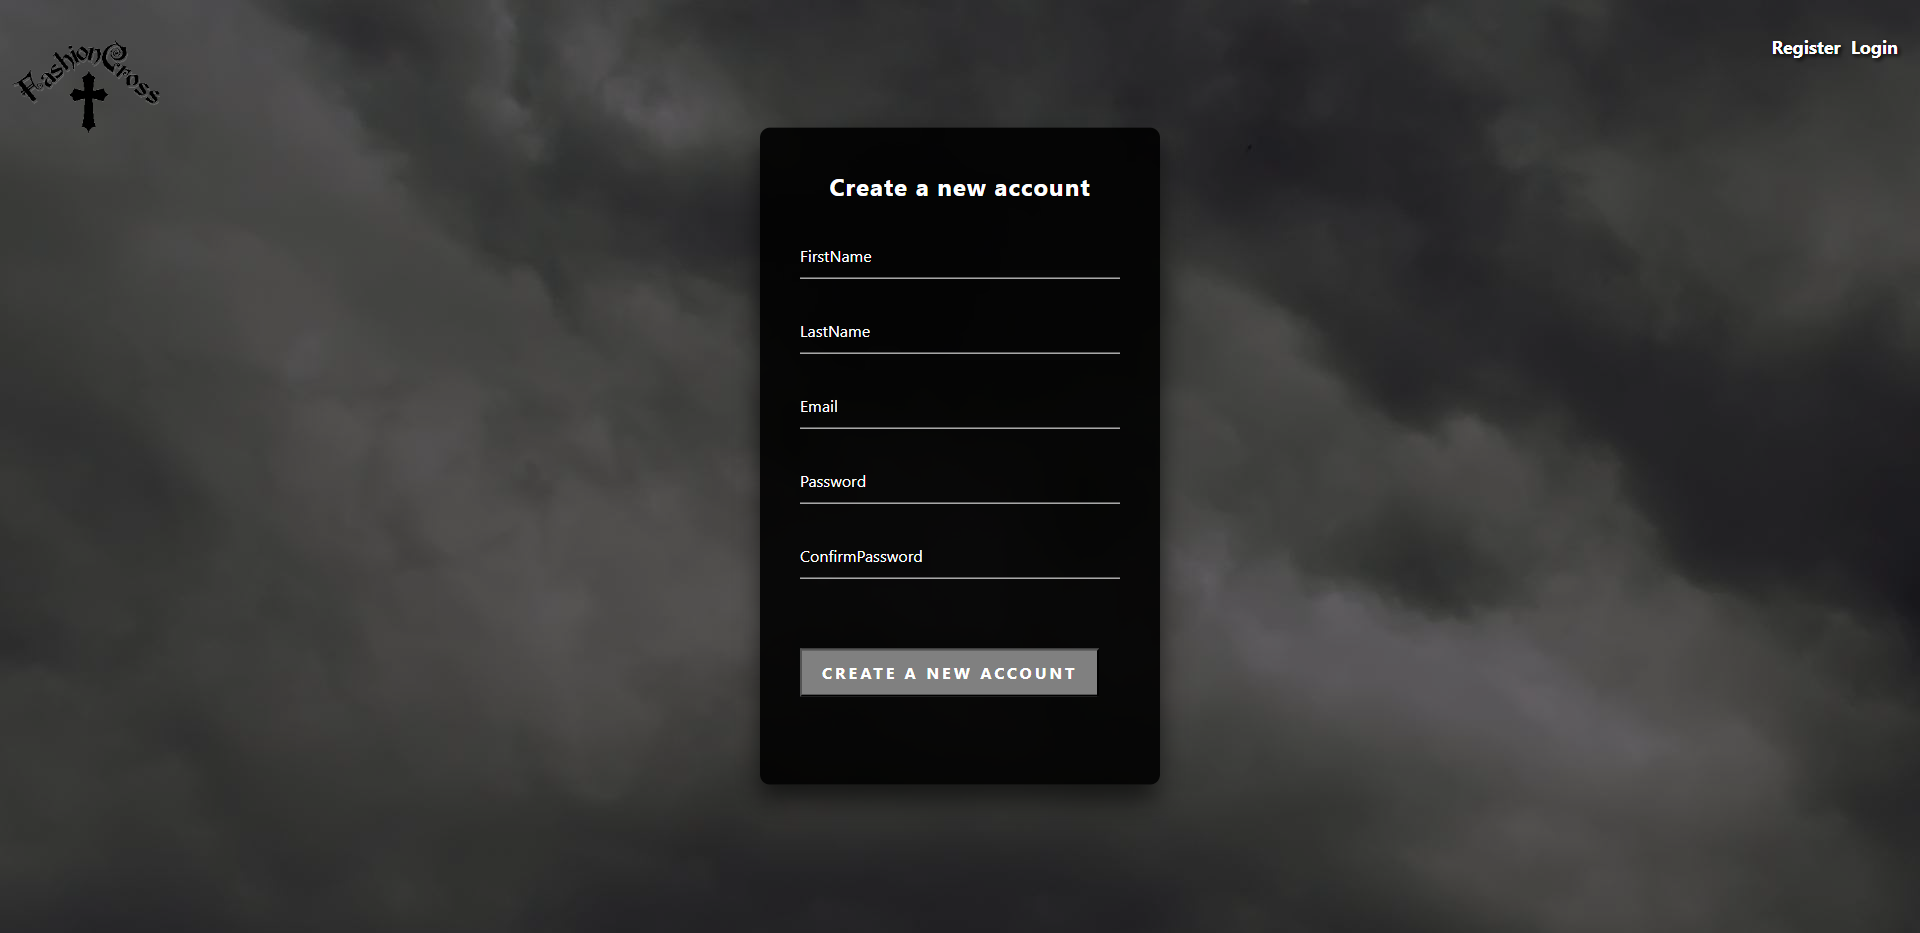 FashionCross
Register Login
Create a new account
FirstName
LastName
Email
Password
ConfirmPassword
CREATE A NEW ACCOUNT